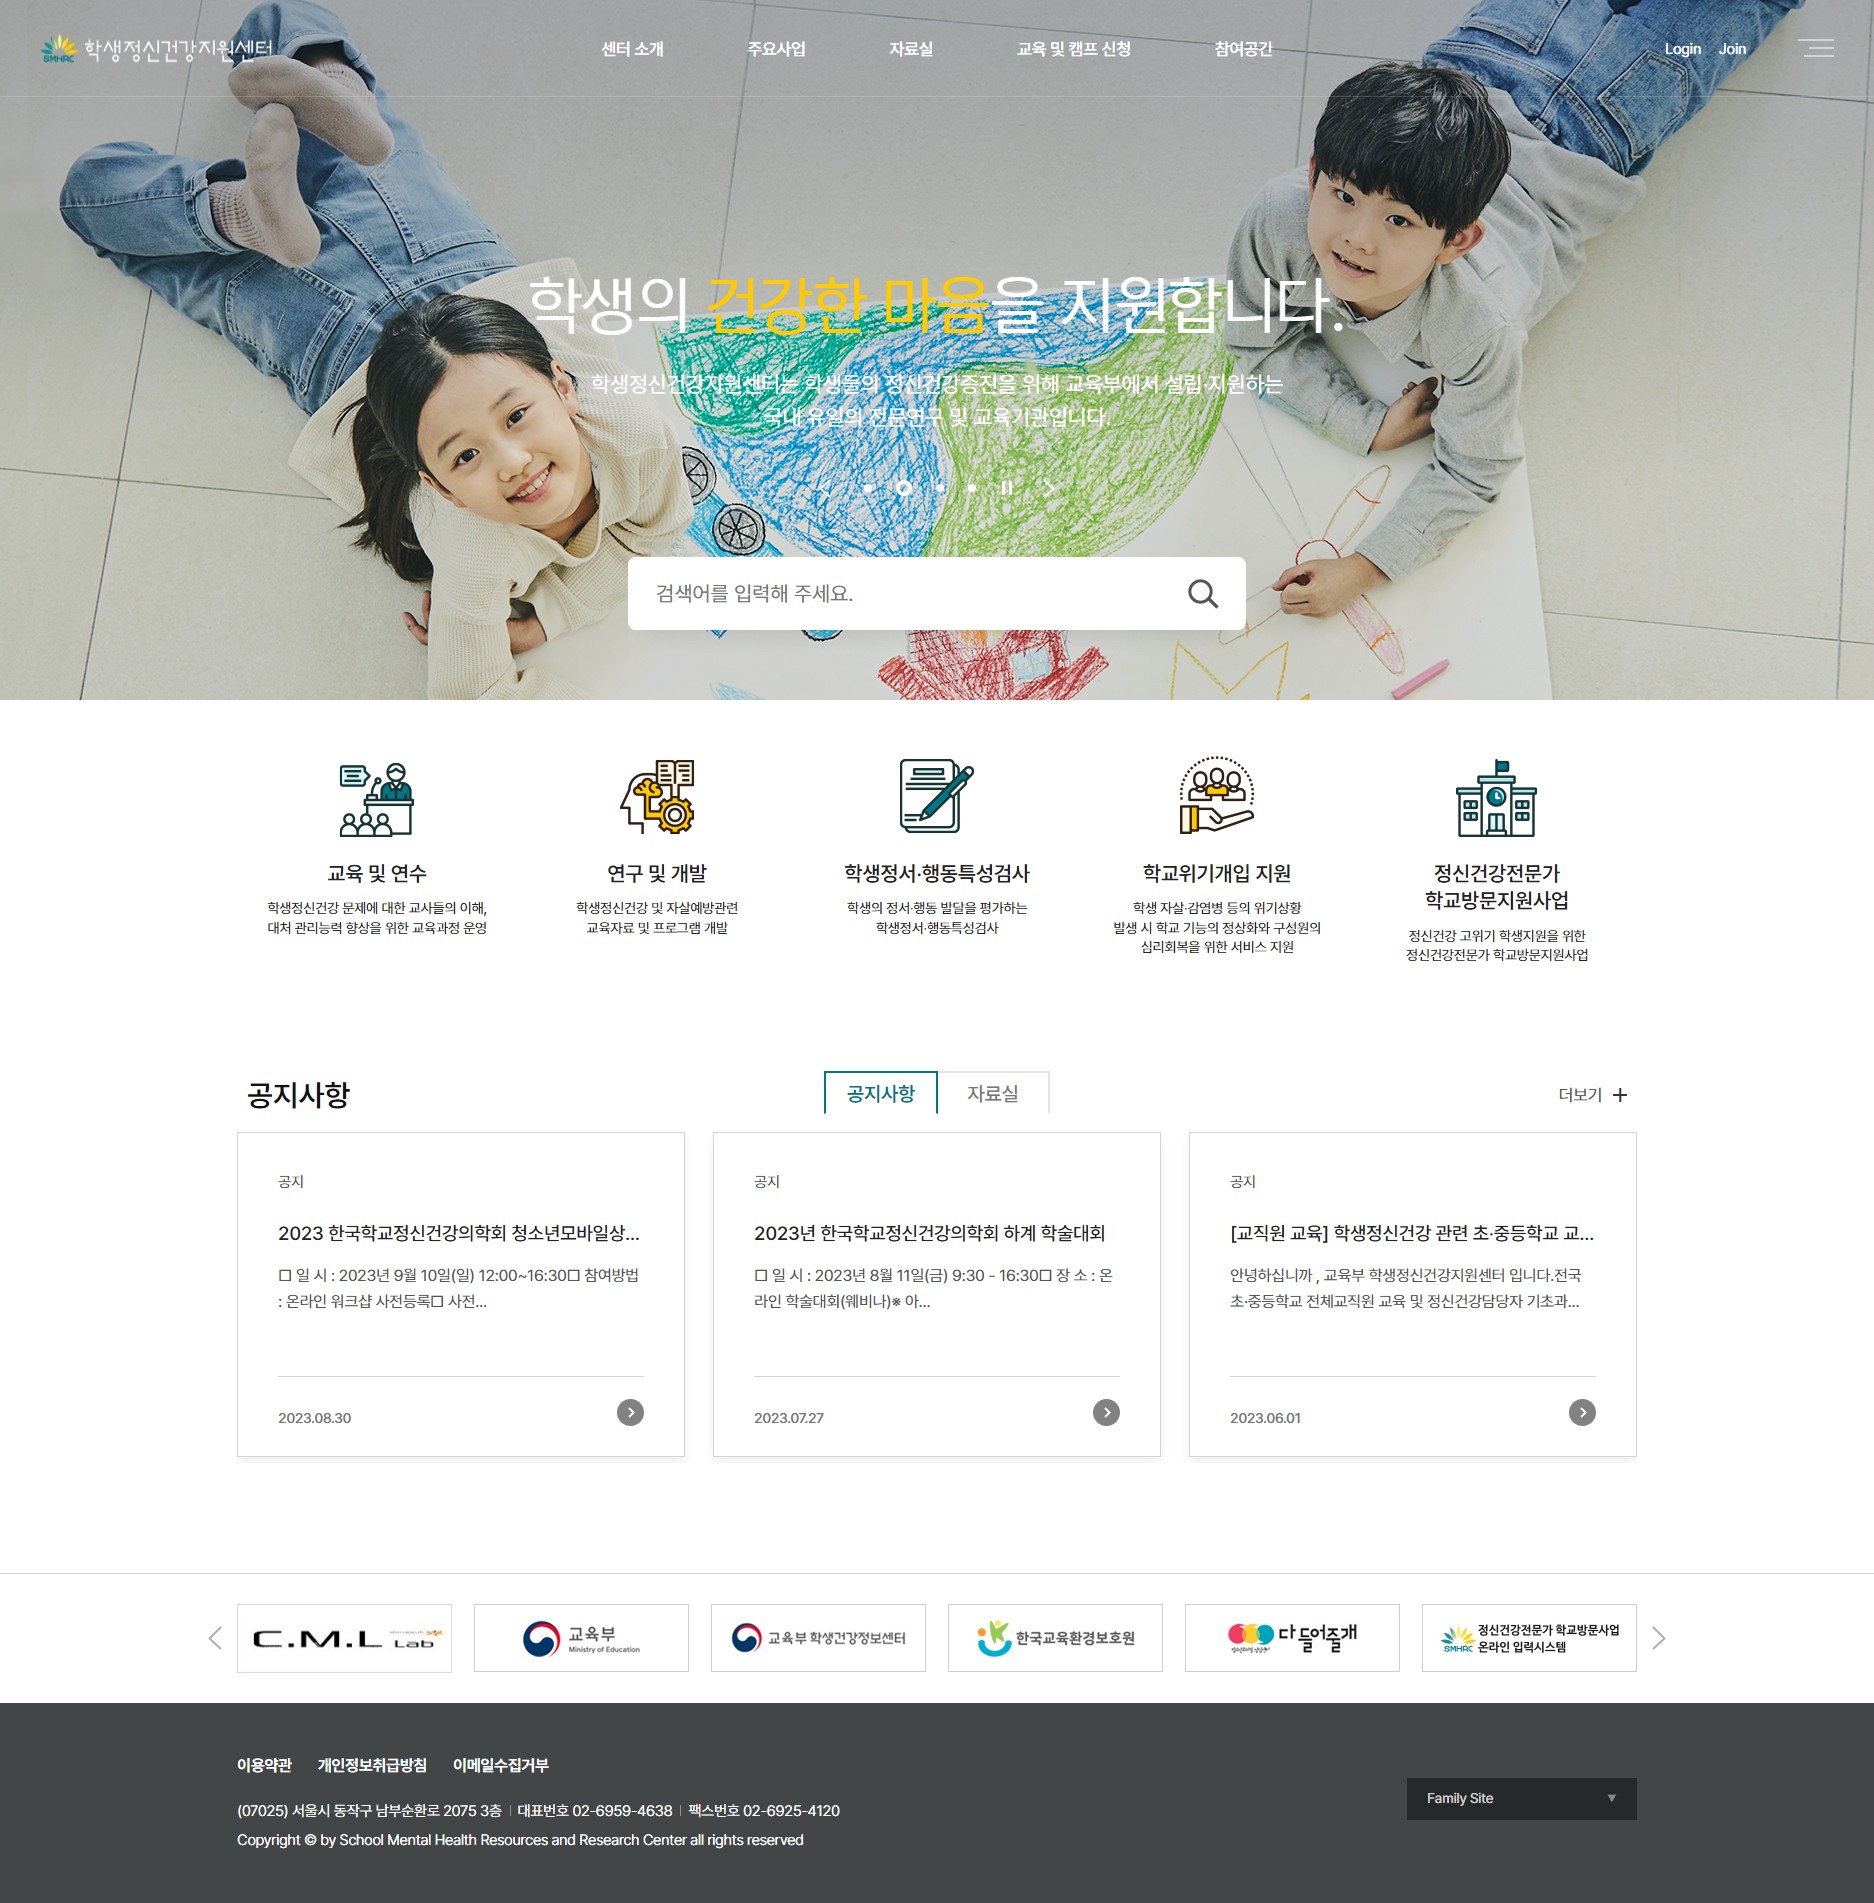 SMHRC 학생정신건강지원센터
센터 소개
주요사업
자료실
교육 및 캠프 신청
참여공간
Login
Join
학생의 건강한 마음을 지원합니다.
학생정신건강지원센터는 학생들의 정신건강증진을 위해 교육부에서 설립·지원하는
국내 유일의 전문연구 및 교육기관입니다.
검색어를 입력해 주세요.
교육 및 연수
학생정신건강 문제에 대한 교사들의 이해,
대처 관리능력 향상을 위한 교육과정 운영
연구 및 개발
학생정신건강 및 자살예방관련
교육자료 및 프로그램 개발
학생정서·행동특성검사
학생의 정서·행동 발달을 평가하는
학생정서·행동특성검사
학교위기개입 지원
학생 자살·감염병 등의 위기상황
발생 시 학교 기능의 정상화와 구성원의
심리회복을 위한 서비스 지원
정신건강전문가
학교방문지원사업
정신건강 고위기 학생지원을 위한
정신건강전문가 학교방문지원사업
공지사항
공지사항
자료실
더보기
공지
2023 한국학교정신건강의학회 청소년모바일상...
□ 일 시 : 2023년 9월 10일(일) 12:00~16:30□ 참여방법
: 온라인 워크샵 사전등록□ 사전...
2023.08.30
공지
2023년 한국학교정신건강의학회 하계 학술대회
□ 일 시 : 2023년 8월 11일(금) 9:30 - 16:30□ 장 소 : 온
라인 학술대회(웨비나)※ 아...
2023.07.27
공지
[교직원 교육] 학생정신건강 관련 초·중등학교 교...
안녕하십니까 , 교육부 학생정신건강지원센터 입니다.전국
초·중등학교 전체교직원 교육 및 정신건강담당자 기초과...
2023.06.01
C.M.L Lab
교육부
Ministry of Education
교육부 학생건강정보센터
한국교육환경보호원
다 들어줄개
SMHRC 정신건강전문가 학교방문사업
온라인 입력시스템
이용약관
개인정보취급방침
이메일수집거부
(07025) 서울시 동작구 남부순환로 2075 3층 | 대표번호 02-6959-4638 | 팩스번호 02-6925-4120
Copyright © by School Mental Health Resources and Research Center all rights reserved
Family Site